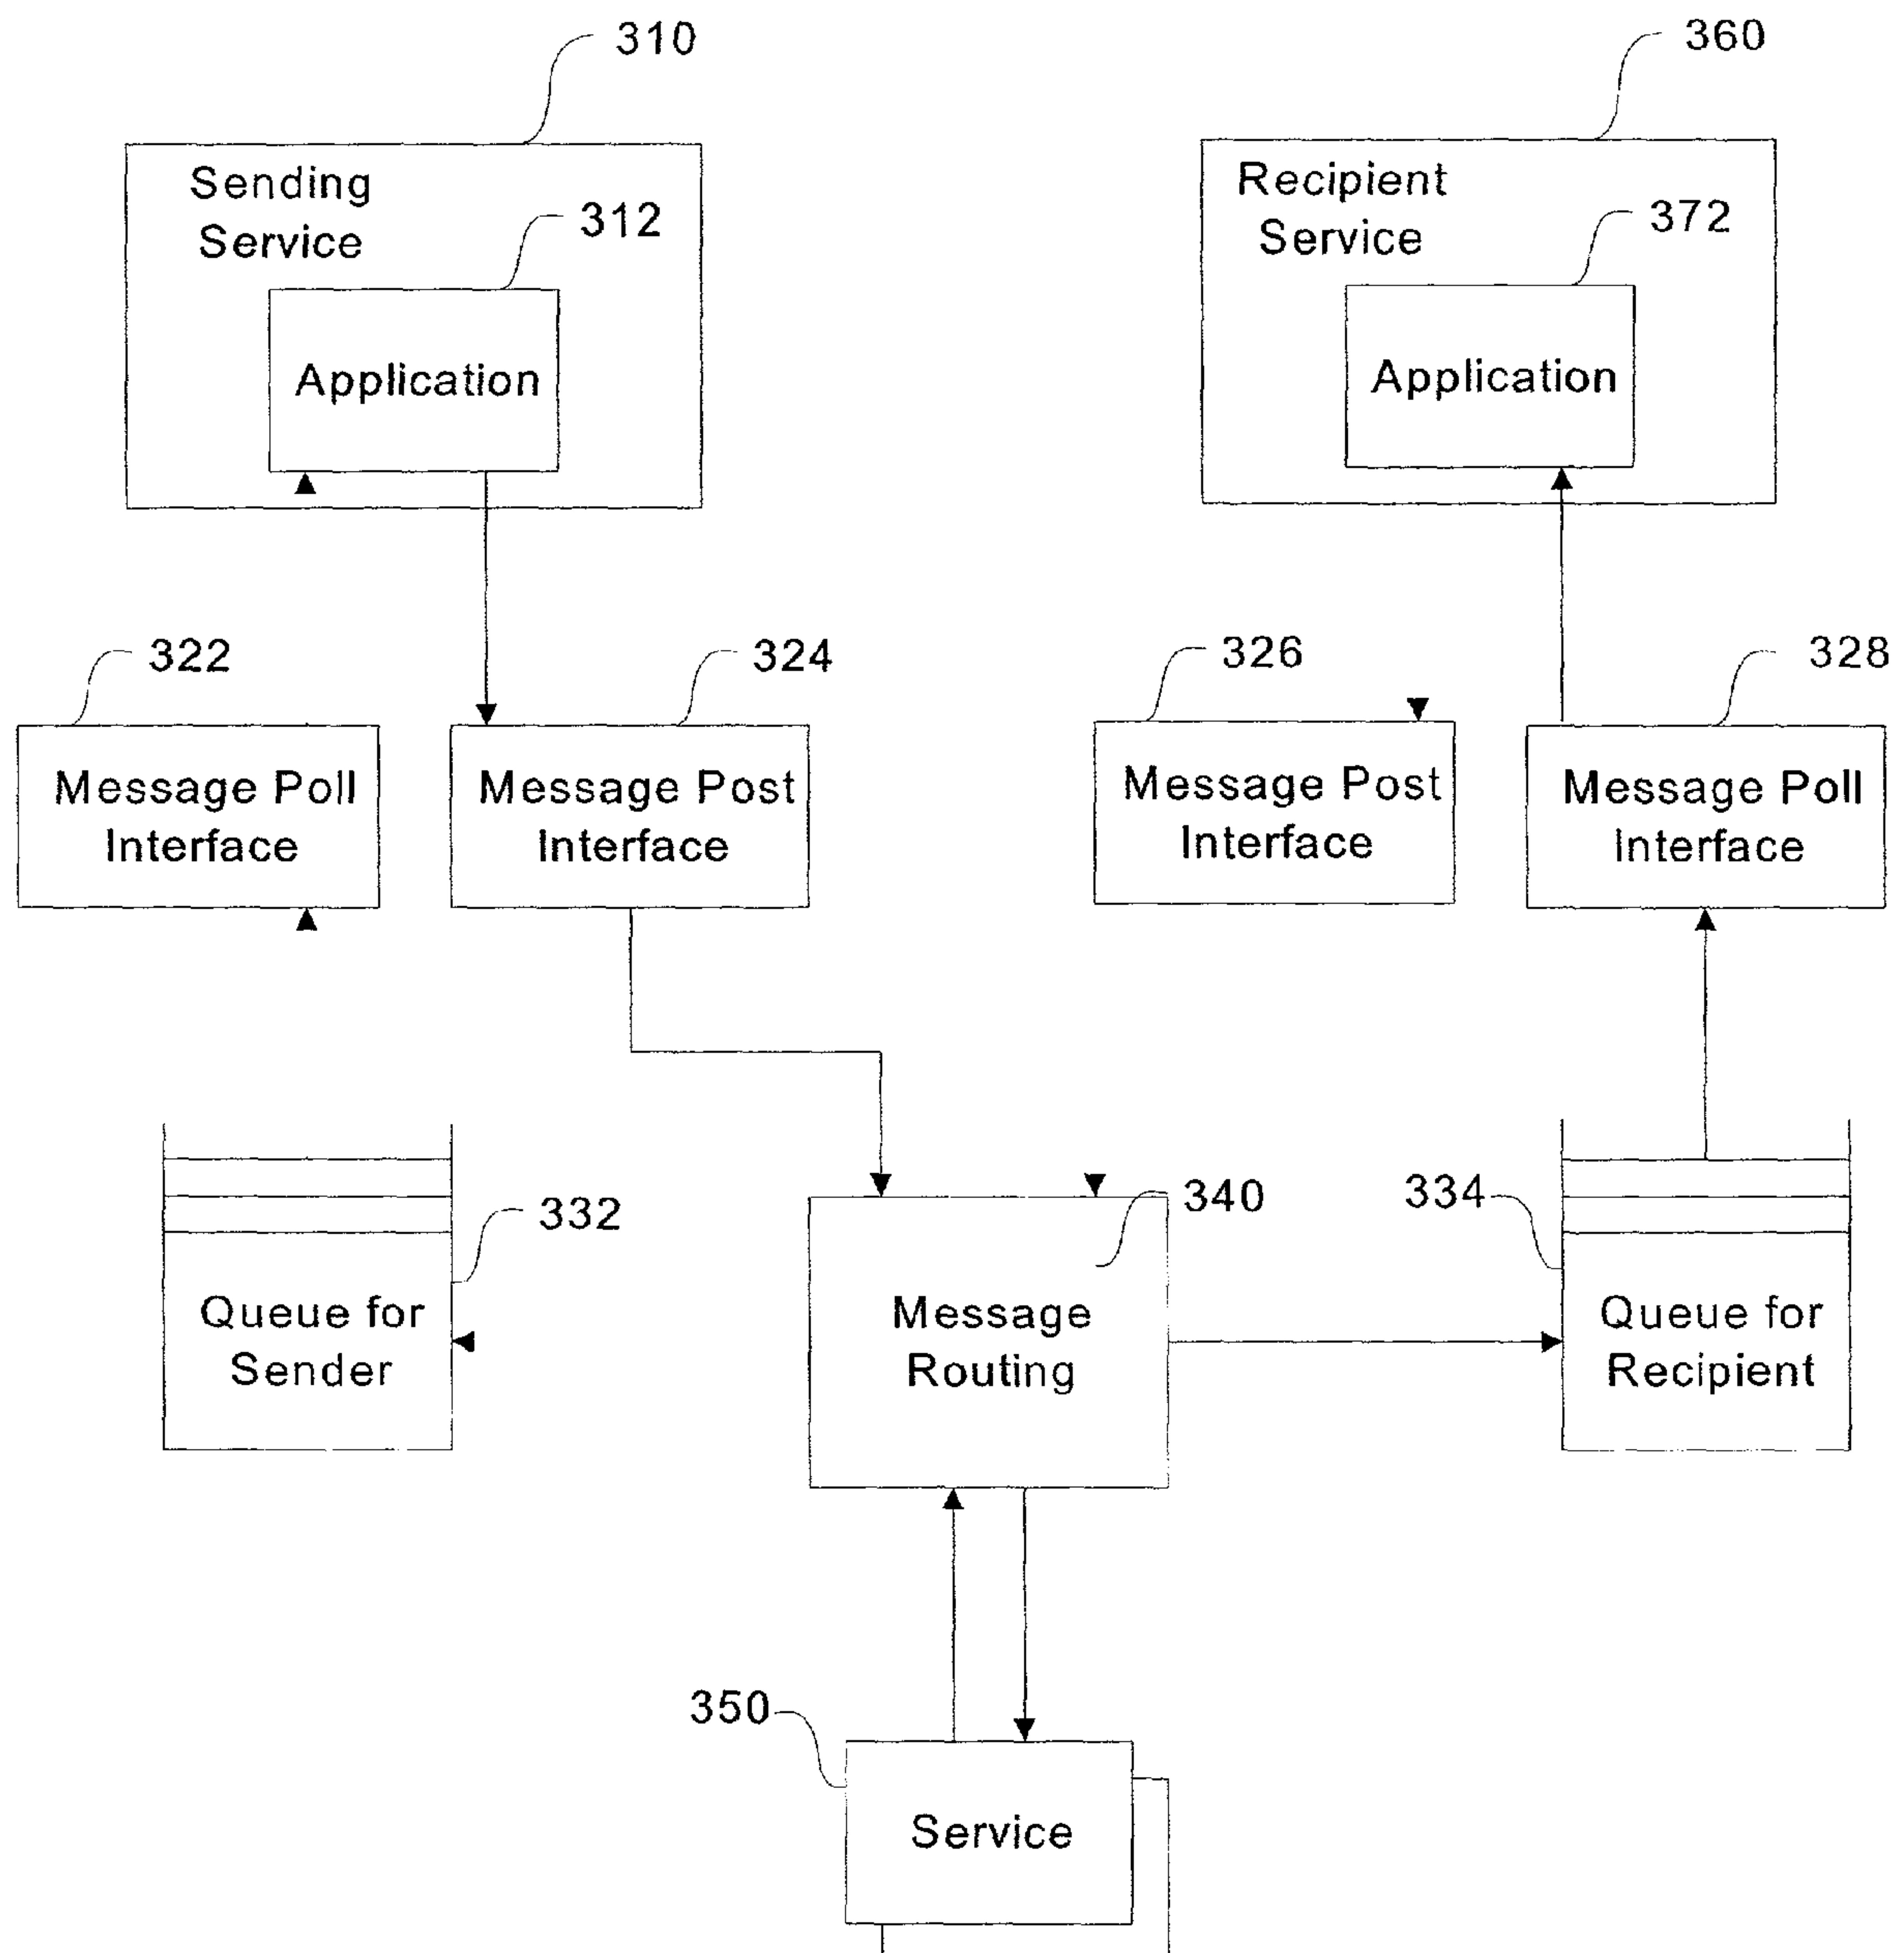 310
360
Sending
Service
312
Recipient
Service
372
Application
Application
322
324
326
328
Message Poll
Interface
Message Post
Interface
Message Post
Interface
Message Poll
Interface
332
340
334
Queue for
Sender
Message
Routing
Queue for
Recipient
350
Service